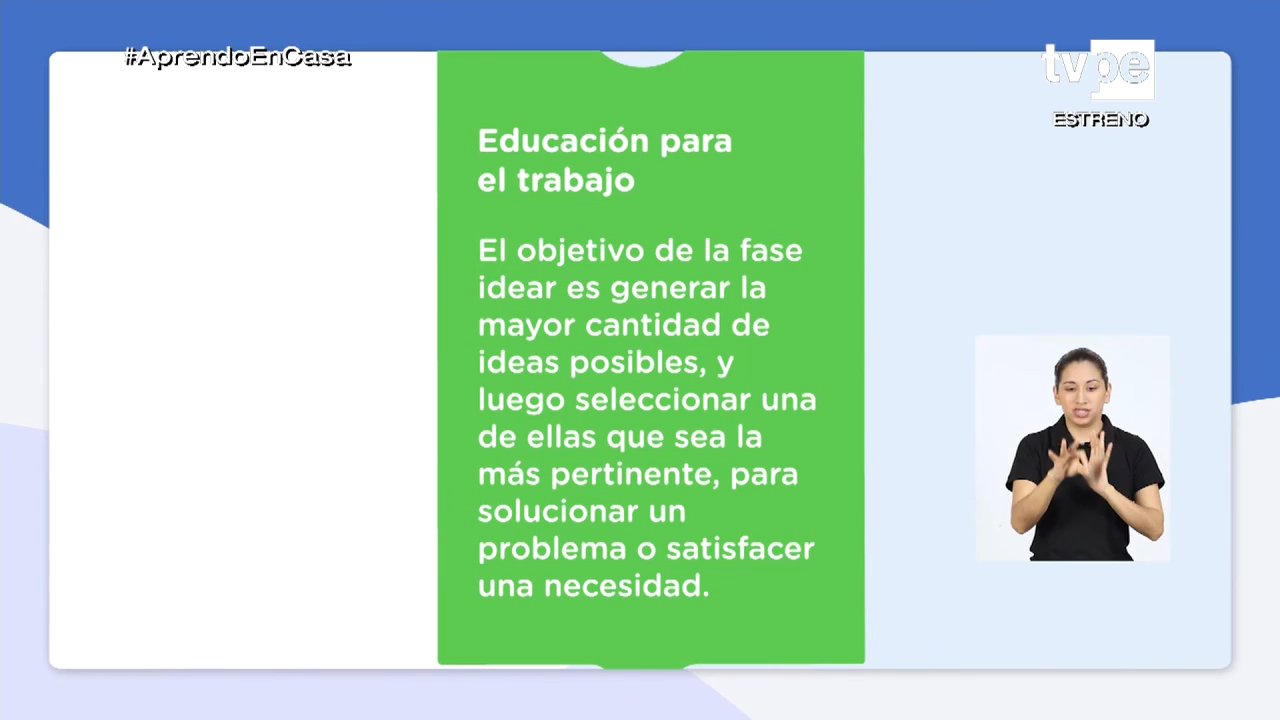 #AprendoEnCasa
tvpe
ESTRENO
Educación para
el trabajo
El objetivo de la fase
idear es generar la
mayor cantidad de
ideas posibles, y
luego seleccionar una
de ellas que sea la
más pertinente, para
solucionar un
problema o satisfacer
una necesidad.